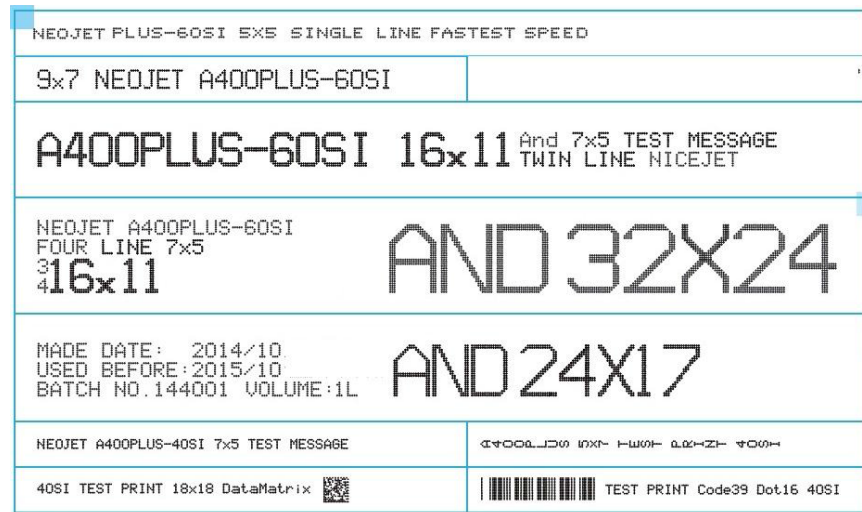 NEOJET PLUS-60SI 5X5 SINGLE LINE FASTEST SPEED
9x7 NEOJET A400PLUS-60SI
A400PLUS-60SI 16x11
And 7x5 TEST MESSAGE
TWIN LINE NICEJET
NEOJET A400PLUS-60SI
FOUR LINE 7x5
3
4
16x11
AND 32X24
MADE DATE: 2014/10
USED BEFORE:2015/10
BATCH NO.144001 VOLUME:1L
AND 24X17
NEOJET A400PLUS-40SI 7x5 TEST MESSAGE
40SI TEST PRINT 18x18 DataMatrix
TEST PRINT Code39 Dot16 40SI